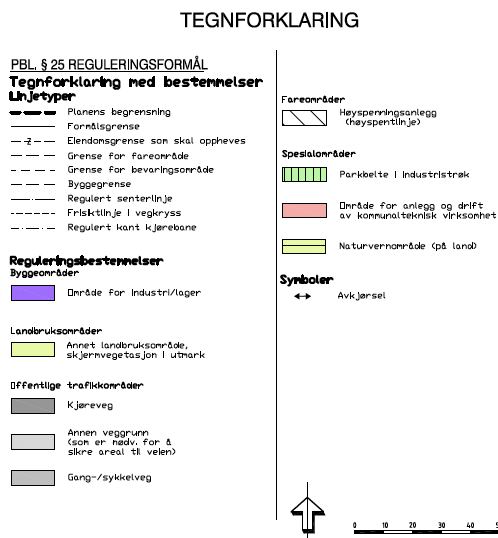 TEGNFORKLARING
PBL. § 25 REGULERINGSFORMÅL
Tegnforklaring med bestemmelser
Linjetyper
Planens begrensning
Formålsgrense
Eiendomsgrense som skal oppheves
Grense for fareområde
Grense for bevaringsområde
Byggegrense
Regulert senterlinje
Frisiktlinje i vegkryss
Regulert kant kjørebane
Reguleringsbestemmelser
Byggeområder
Område for industri/lager
Landbruksområder
Annet landbruksområde,
skjermvegetasjon i utmark
Offentlige trafikkområder
Kjøreveg
Annen veggrunn
(som er nødv. for å
sikre areal til veien)
Gang-/sykkelveg
Fareområder
Høyspenningsanlegg
(høyspentlinje)
Spesialområder
Parkbelte i industristrøk
Område for anlegg og drift
av kommunalteknisk virksomhet
Naturvernområde (på land)
Symboler
Avkjørsel
0 10 20 30 40